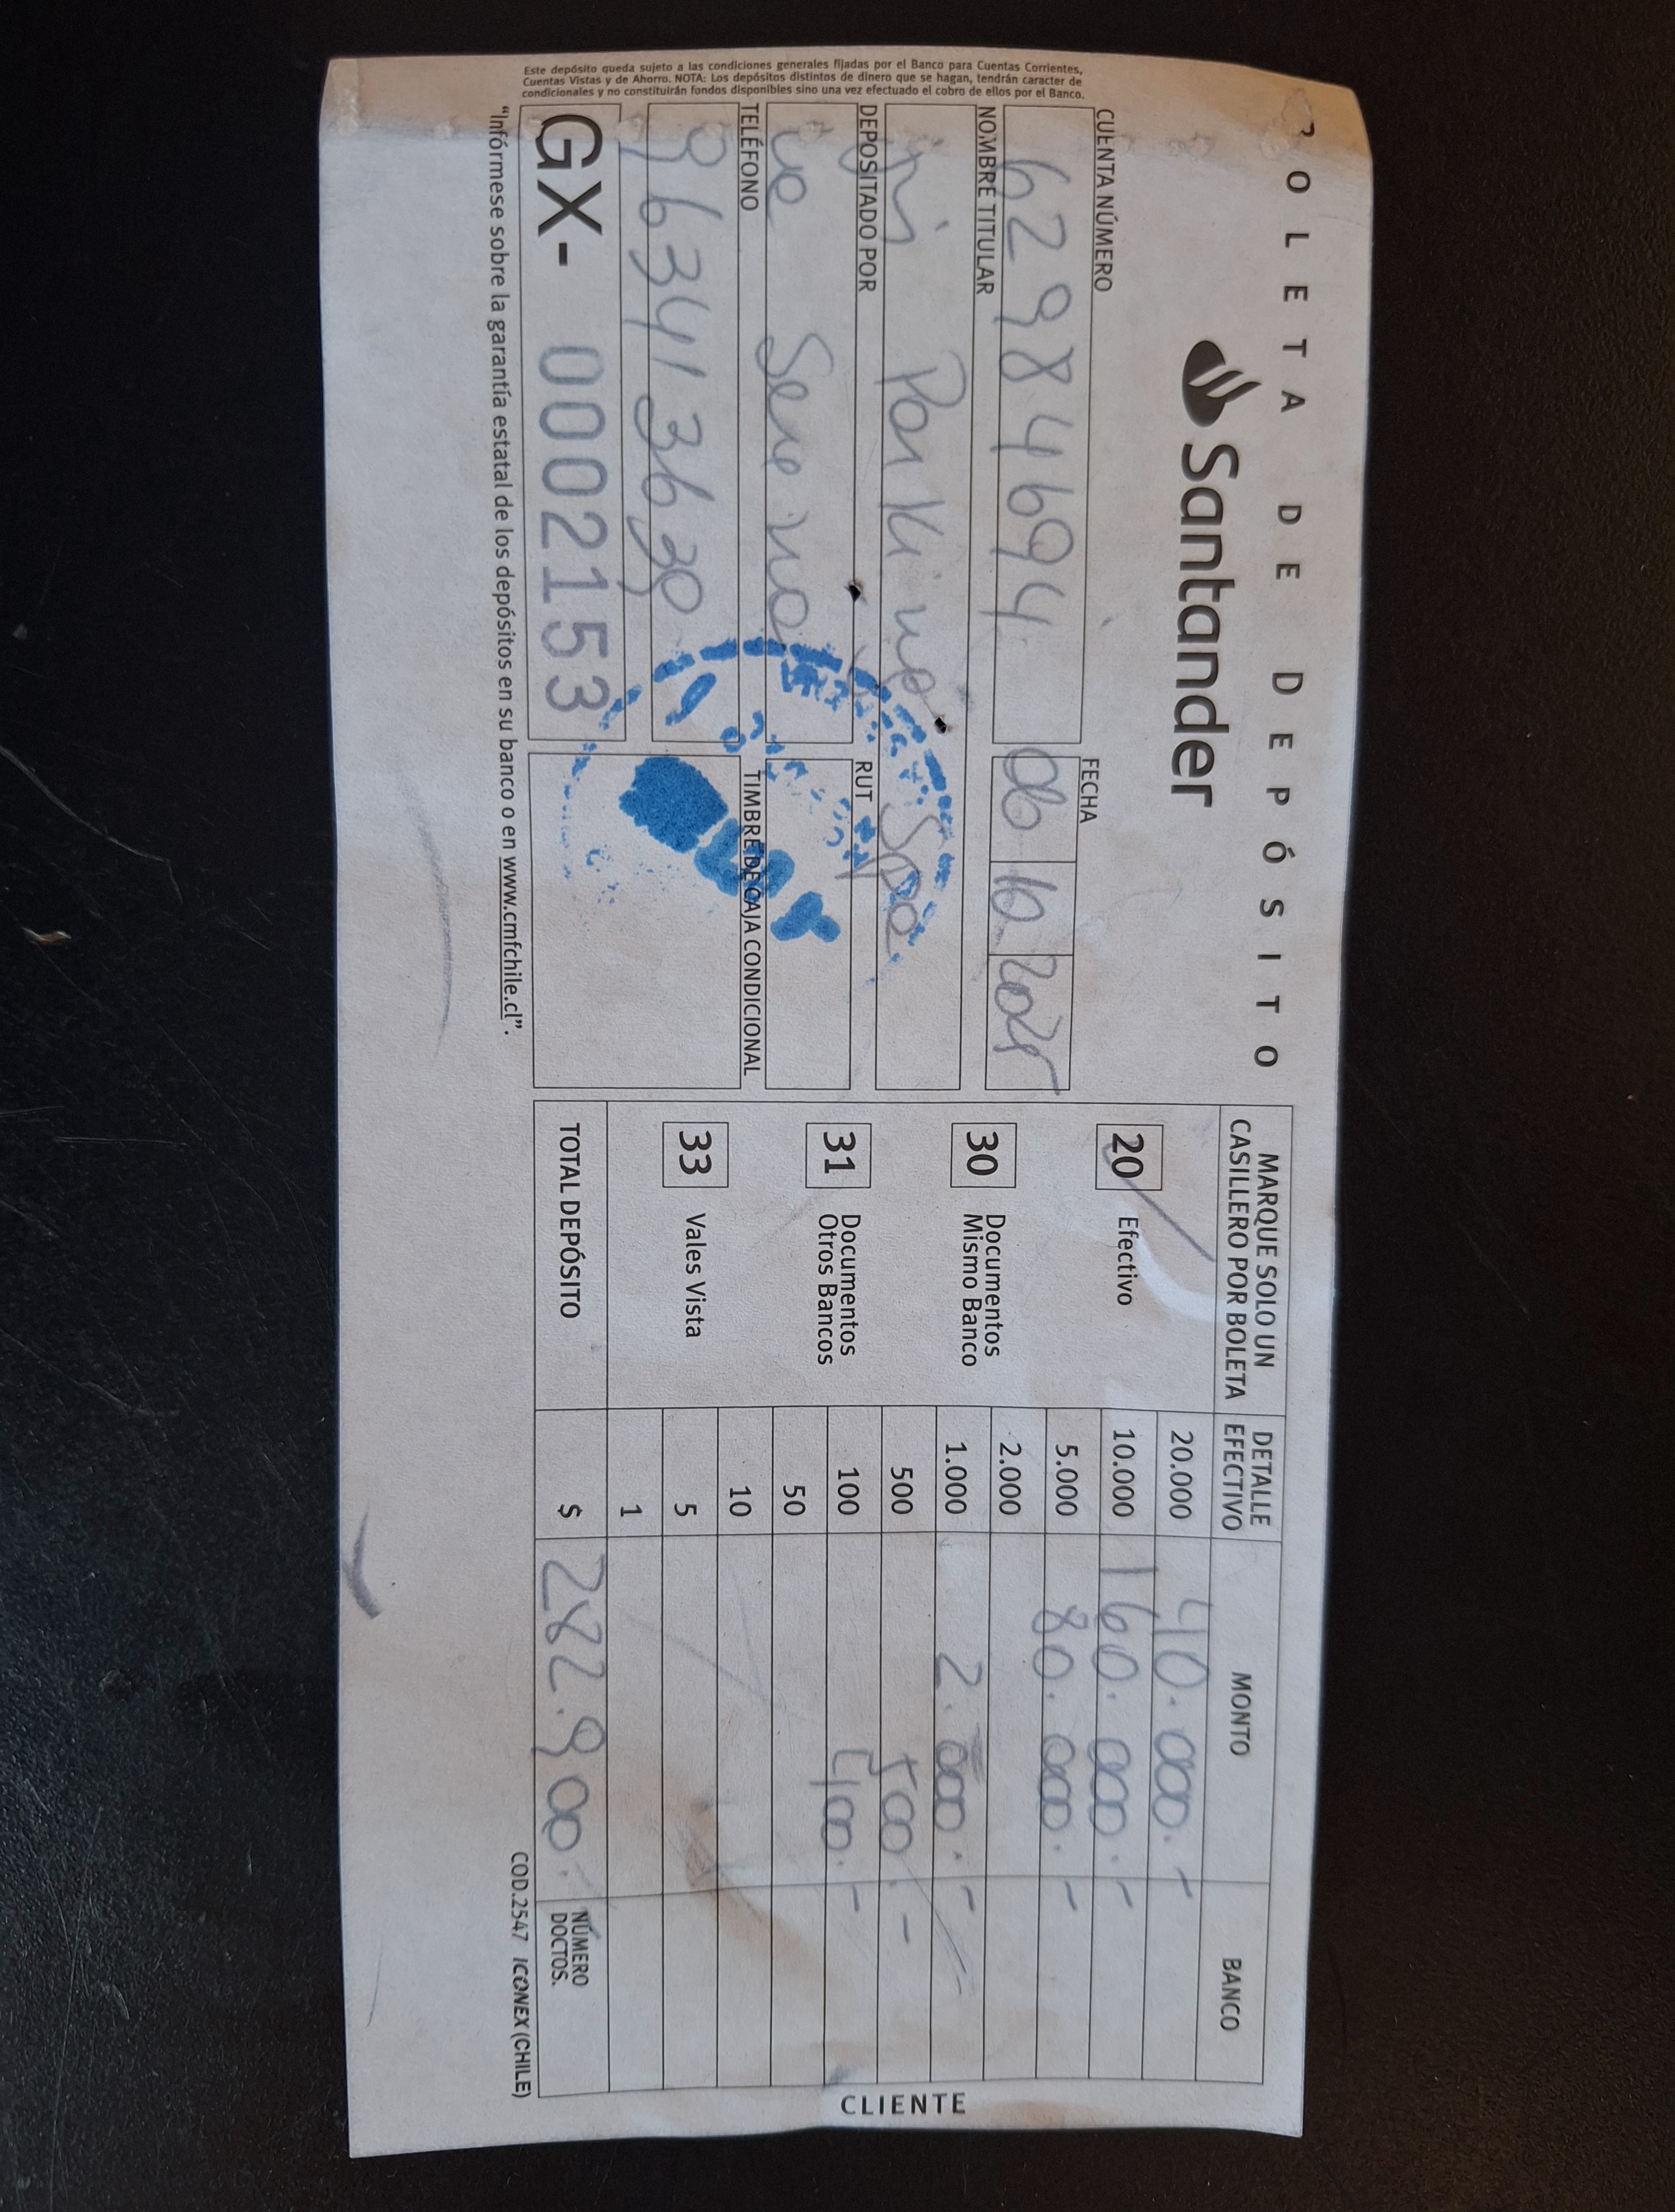 BOLETA DE DEPÓSITO
Santander
CUENTA NÚMERO
62984694
FECHA
06 10 2025
NOMBRE TITULAR
Parkino Spa.
DEPOSITADO POR
RUT
TELÉFONO
963413639
TIMBRE DE CAJA CONDICIONAL
GX- 0002153
Este depósito queda sujeto a las condiciones generales fijadas por el Banco para Cuentas Corrientes,
Cuentas Vistas y de Ahorro. NOTA: Los depósitos distintos de dinero que se hagan, tendrán caracter de
condicionales y no constituirán fondos disponibles sino una vez efectuado el cobro de ellos por el Banco.
"Infórmese sobre la garantía estatal de los depósitos en su banco o en www.cmfchile.cl".
MARQUE SOLO UN
CASILLERO POR BOLETA
DETALLE
EFECTIVO
MONTO
BANCO
20 Efectivo
30 Documentos
Mismo Banco
31 Documentos
Otros Bancos
33 Vales Vista
20.000 40.000.-
10.000 160.000.-
5.000 80.000.-
2.000
1.000 2.000.-
500 500.-
100 400.-
50
10
5
1
TOTAL DEPÓSITO $ 282.900.
NÚMERO
DOCTOS.
COD.2547 ICONEX (CHILE)
CLIENTE